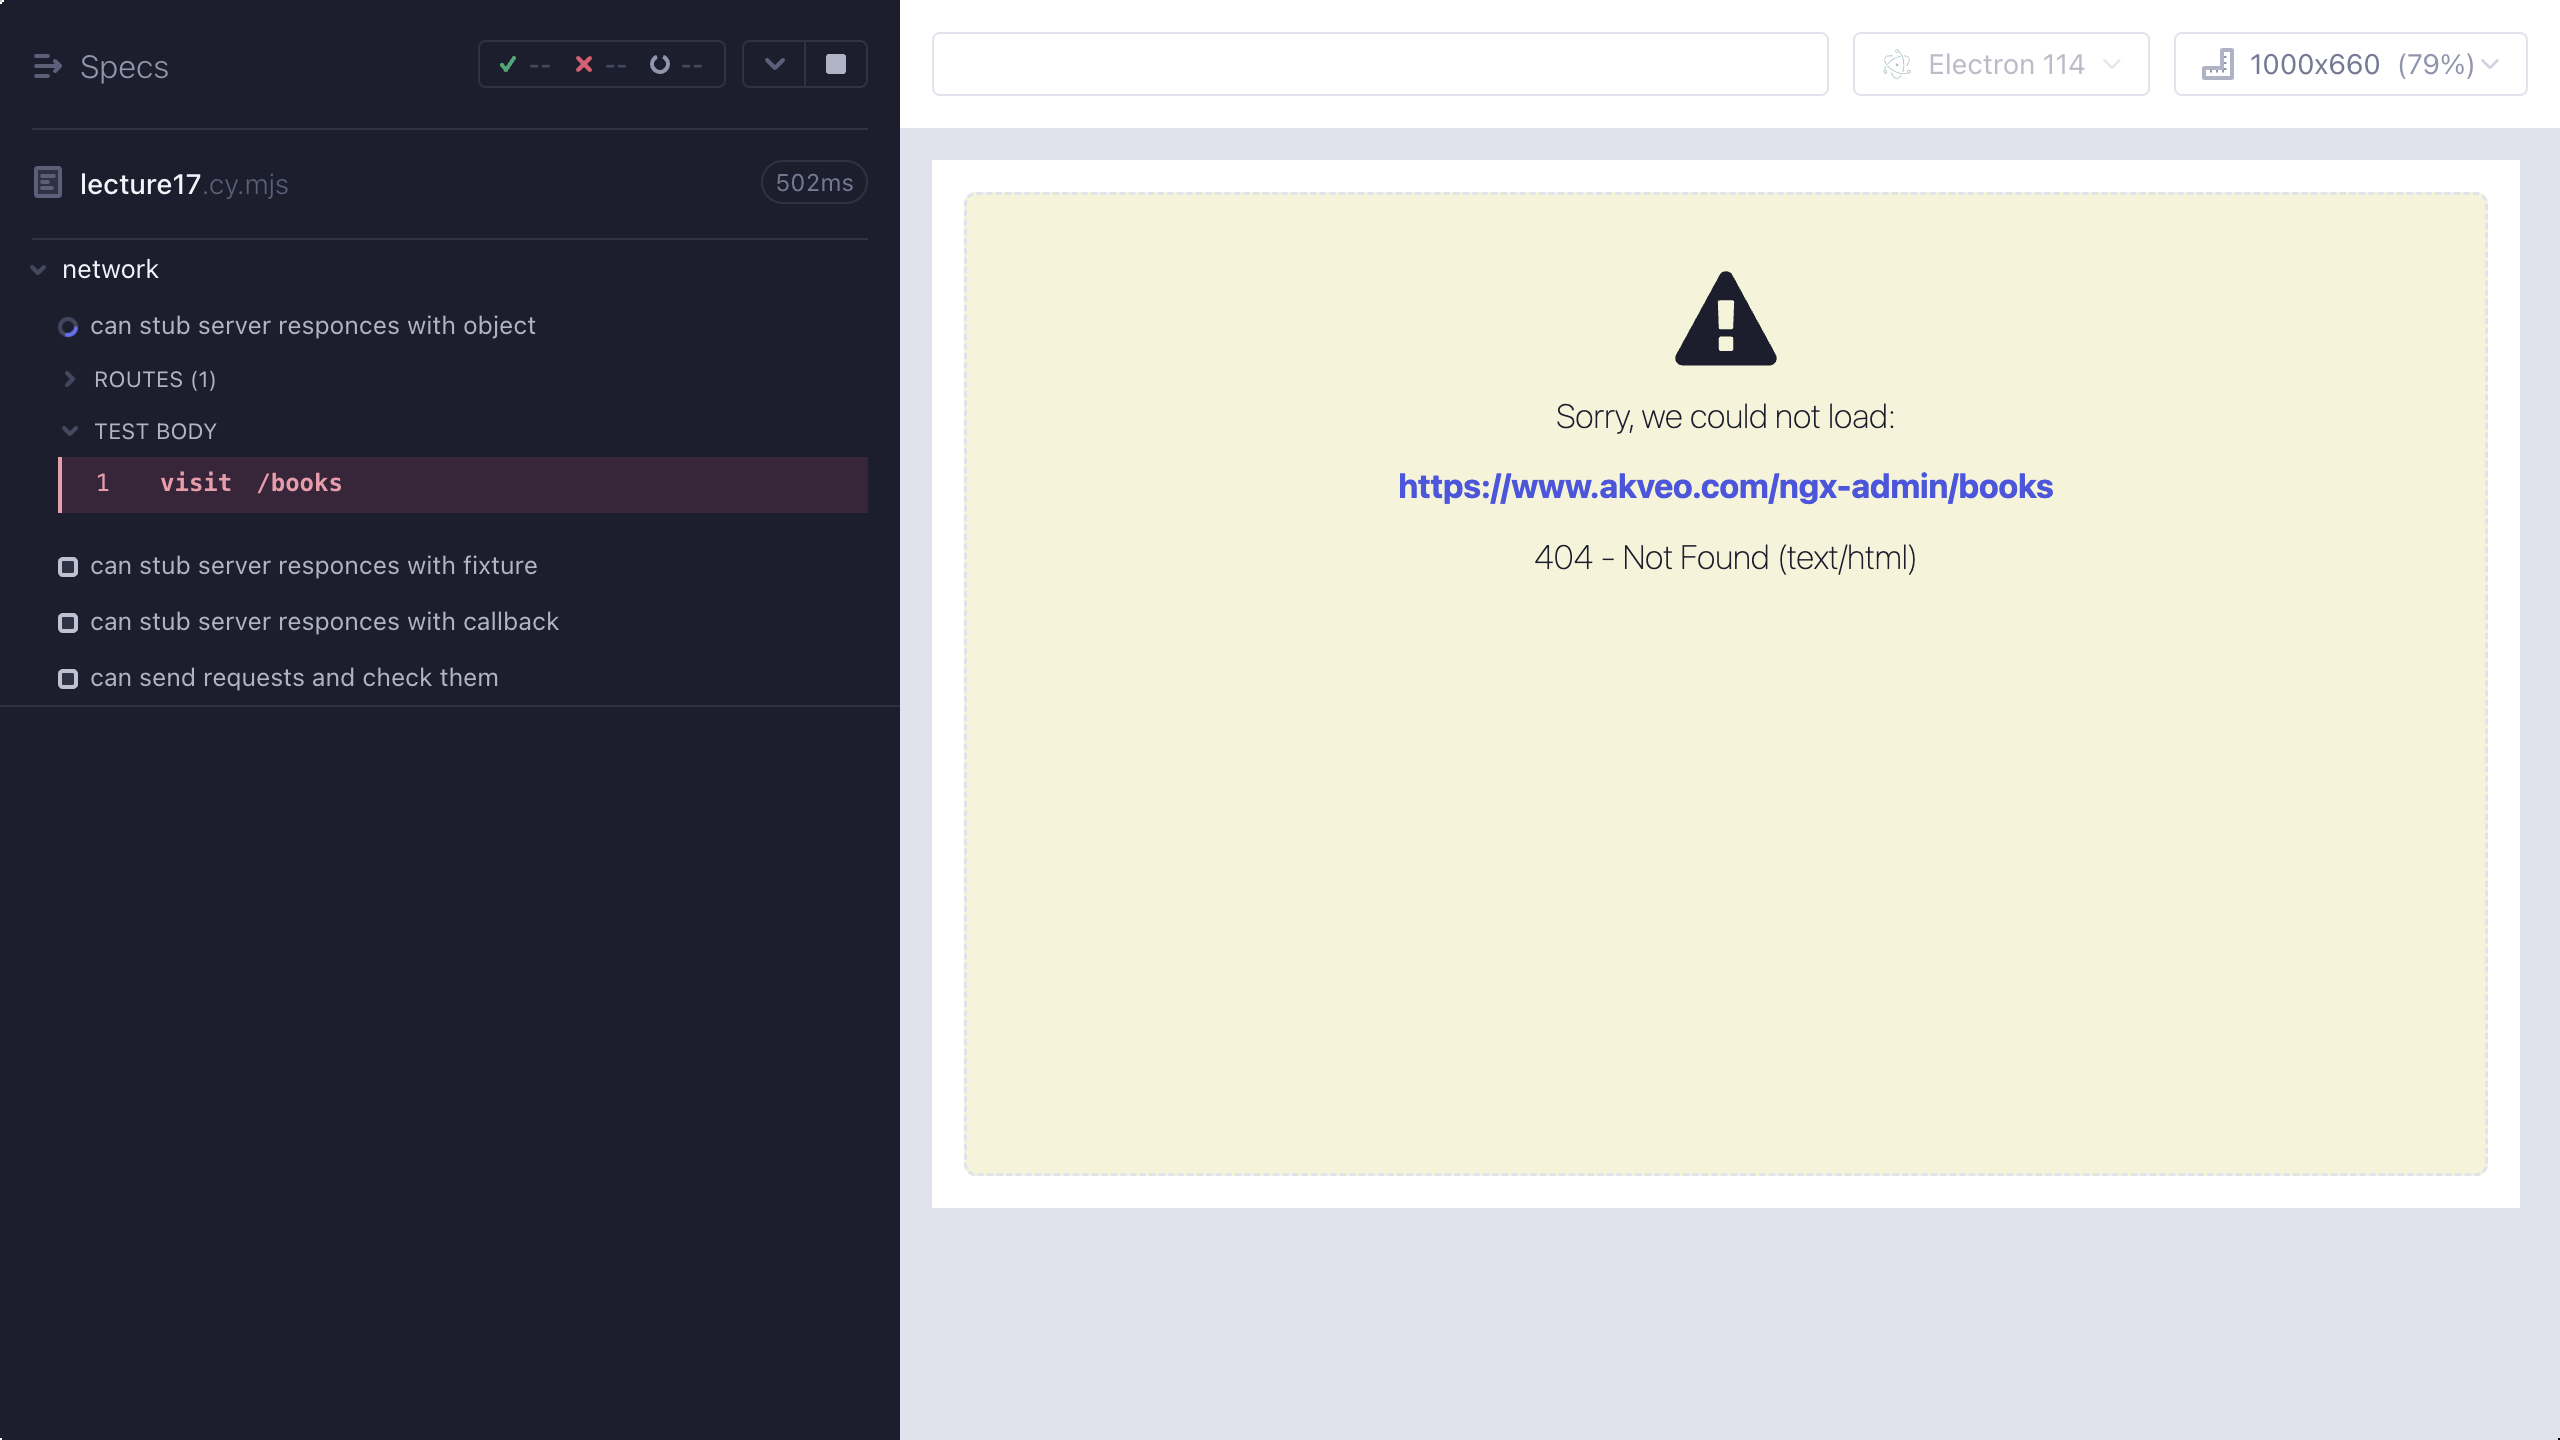 Specs
--
--
--
lecture17.cy.mjs
502ms
network
can stub server responces with object
ROUTES (1)
TEST BODY
1 visit /books
can stub server responces with fixture
can stub server responces with callback
can send requests and check them
Electron 114
1000x660 (79%)
Sorry, we could not load:
https://www.akveo.com/ngx-admin/books
404 - Not Found (text/html)